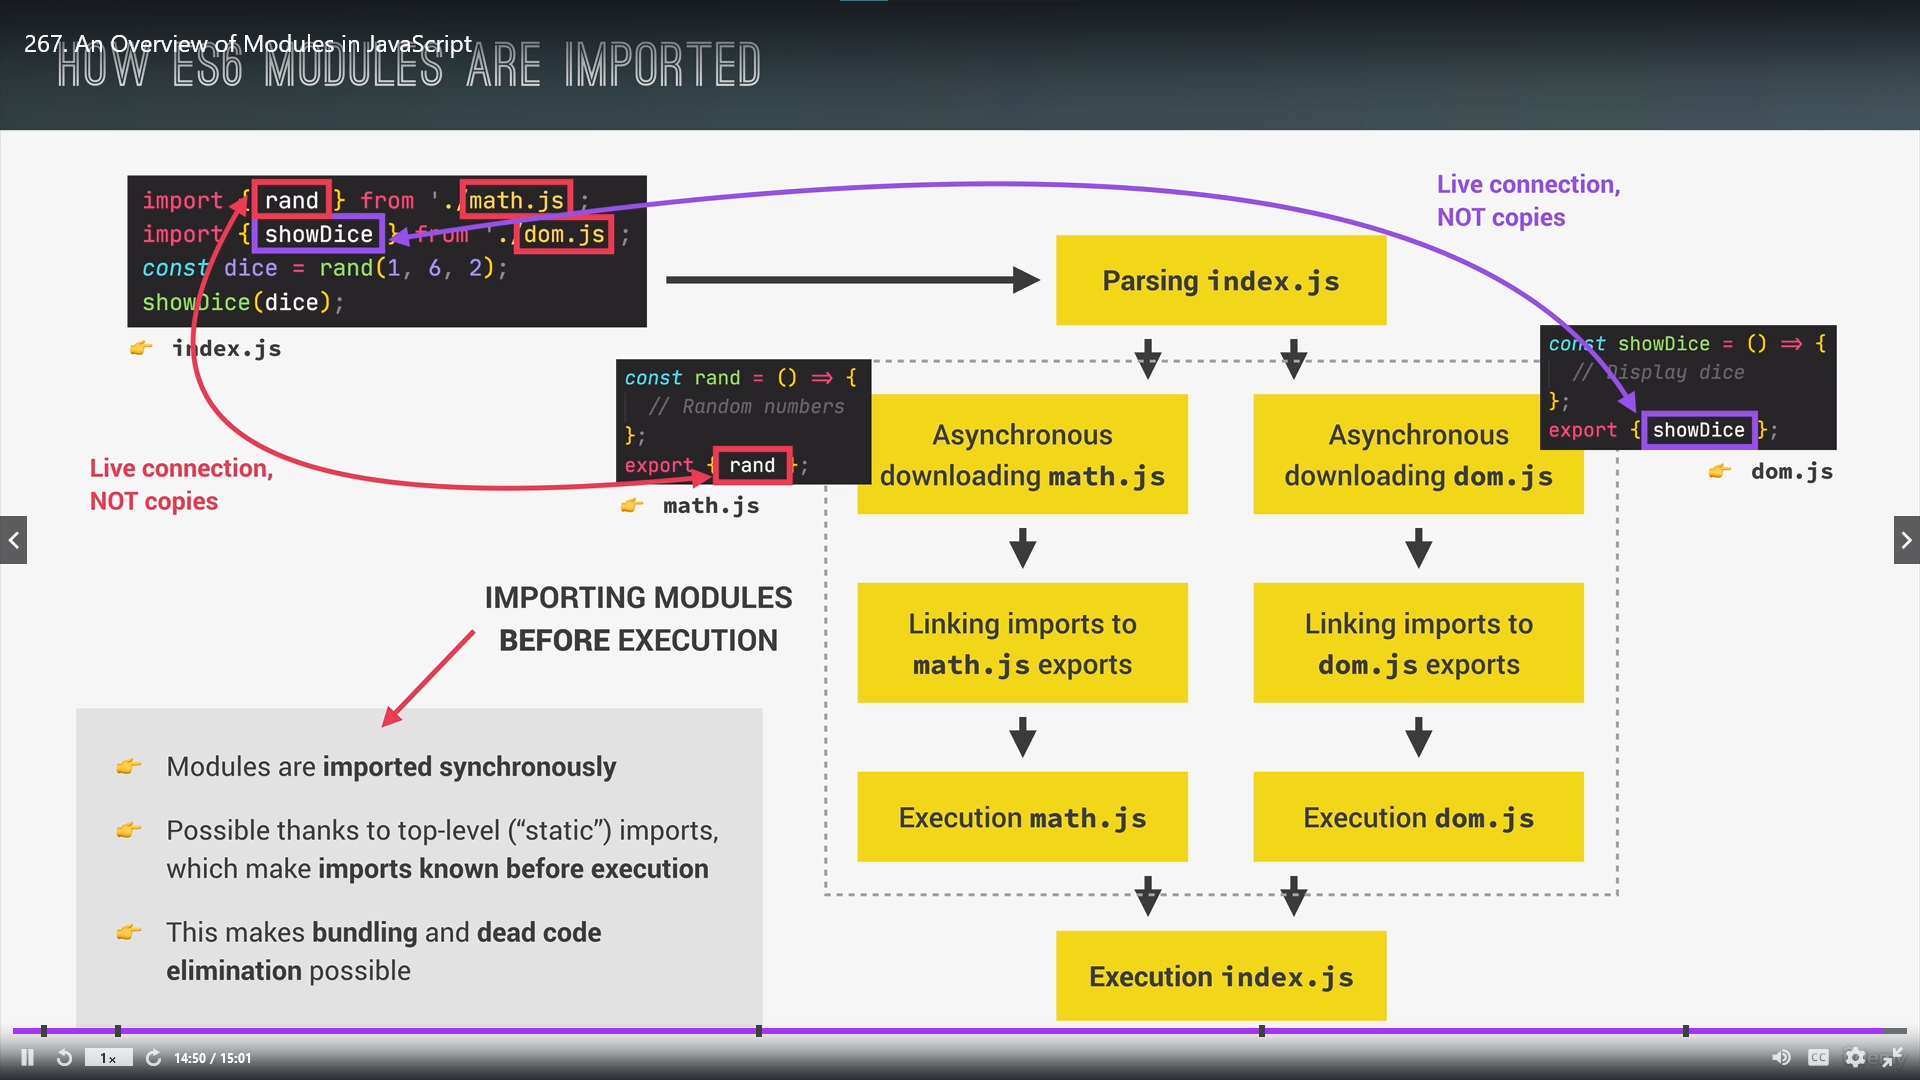 267. An Overview of Modules in JavaScript
HOW ES6 MODULES ARE IMPORTED
import { rand } from './math.js ;
import { showDice } from './dom.js ;
const dice = rand(1, 6, 2);
showDice(dice);
👉 index.js
Live connection,
NOT copies
const rand = () => {
// Random numbers
};
export { rand };
👉 math.js
Live connection,
NOT copies
const showDice = () => {
// Display dice
};
export { showDice };
👉 dom.js
Parsing index.js
Asynchronous
downloading math.js
Asynchronous
downloading dom.js
Linking imports to
math.js exports
Linking imports to
dom.js exports
Execution math.js
Execution dom.js
Execution index.js
IMPORTING MODULES
BEFORE EXECUTION
👉 Modules are imported synchronously
👉 Possible thanks to top-level (“static”) imports,
which make imports known before execution
👉 This makes bundling and dead code
elimination possible
1x
14:50 / 15:01
CC